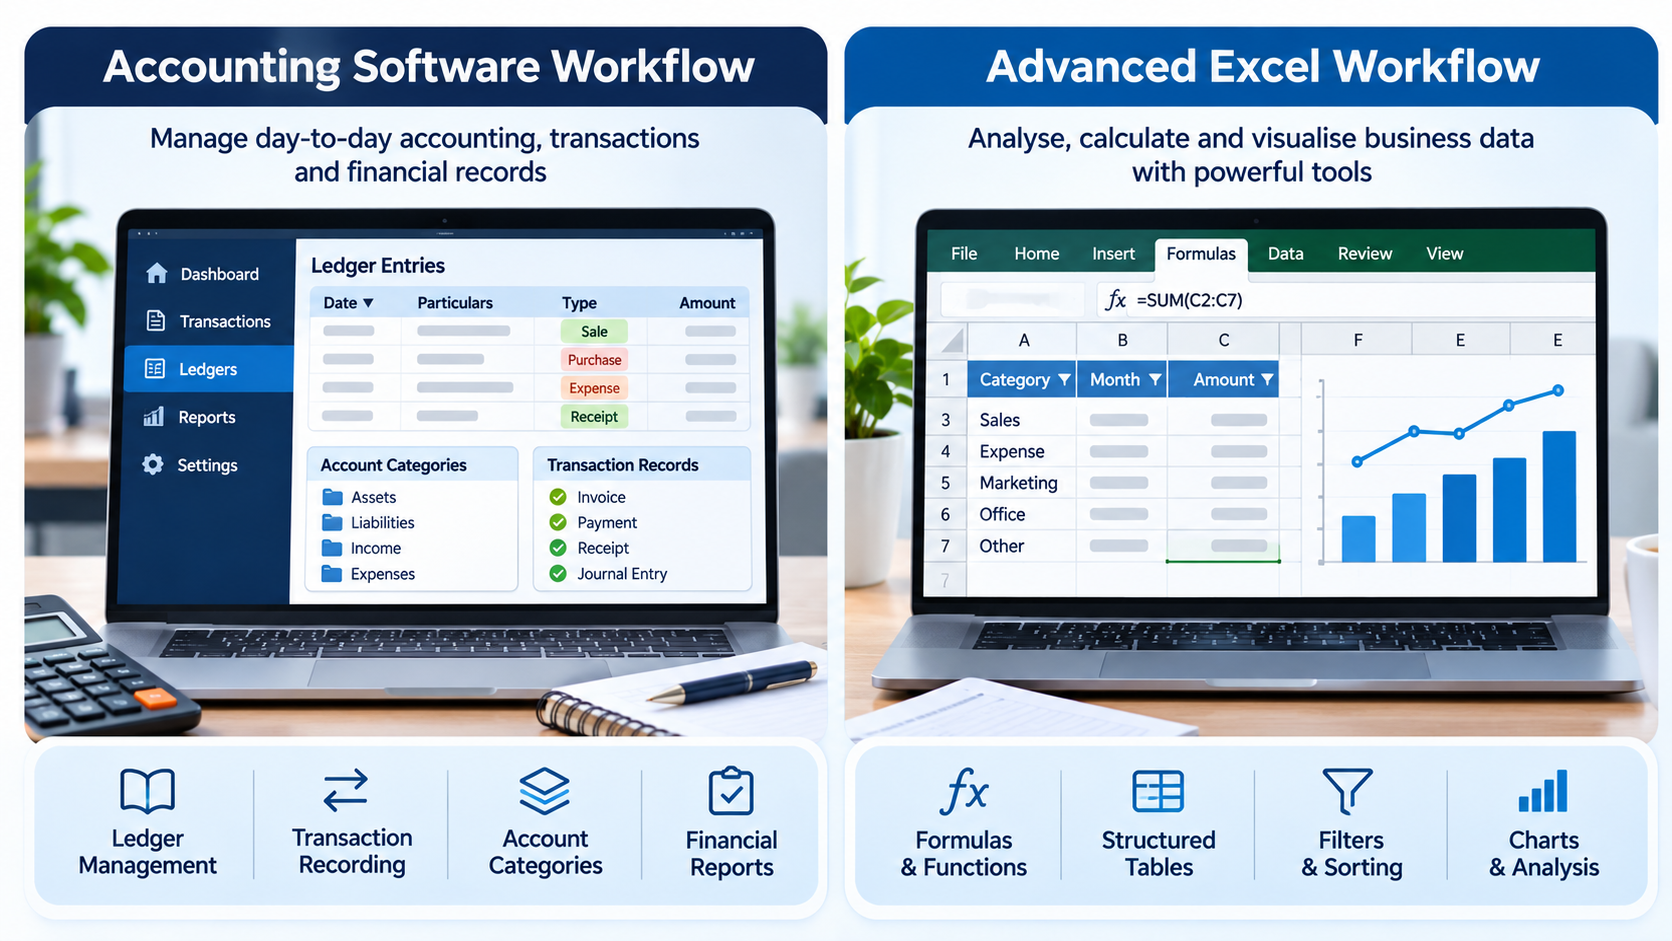 Accounting Software Workflow
Manage day-to-day accounting, transactions
and financial records
Dashboard
Transactions
Ledgers
Reports
Settings
Ledger Entries
Date ▼ Particulars Type Amount
Sale
Purchase
Expense
Receipt
Account Categories
Assets
Liabilities
Income
Expenses
Transaction Records
Invoice
Payment
Receipt
Journal Entry
Ledger
Management
Transaction
Recording
Account
Categories
Financial
Reports
Advanced Excel Workflow
Analyse, calculate and visualise business data
with powerful tools
File Home Insert Formulas Data Review View
fx =SUM(C2:C7)
A B C F E E
1 Category Month Amount
3 Sales
4 Expense
5 Marketing
6 Office
7 Other
7
fx
Formulas
& Functions
Structured
Tables
Filters
& Sorting
Charts
& Analysis